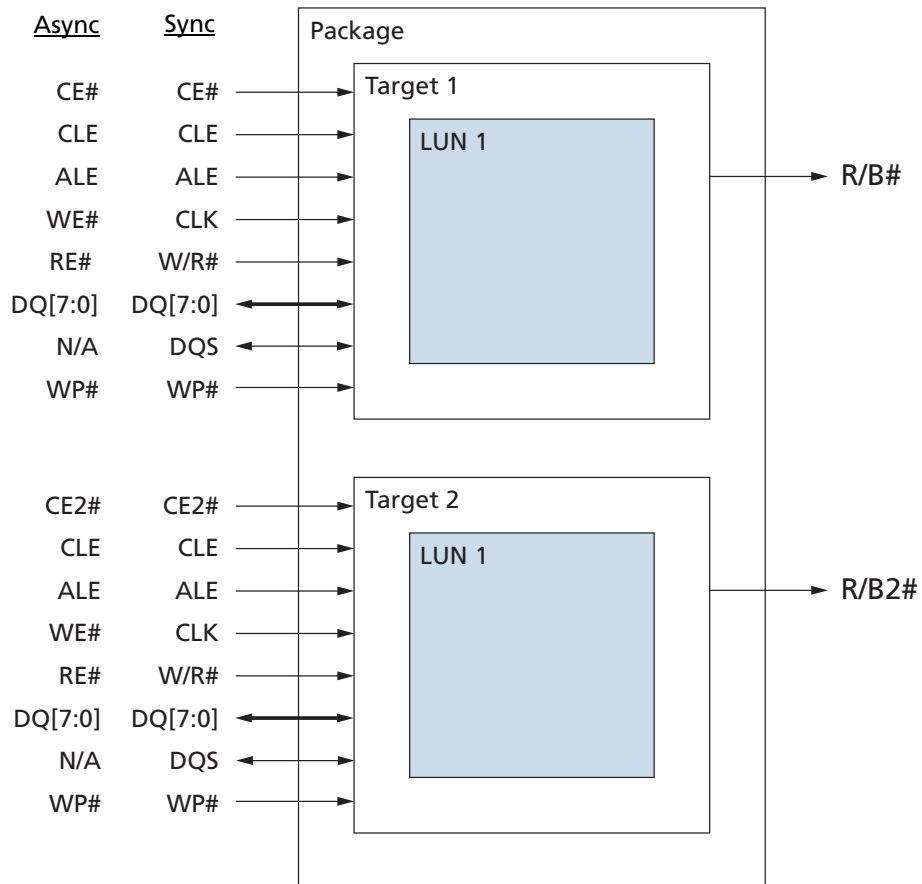 Async Sync
Package
Target 1
CE# CE#
CLE CLE
LUN 1
ALE ALE
R/B#
WE# CLK
RE# W/R#
DQ[7:0] DQ[7:0]
N/A DQS
WP# WP#
Target 2
CE2# CE2#
CLE CLE
LUN 1
ALE ALE
R/B2#
WE# CLK
RE# W/R#
DQ[7:0] DQ[7:0]
N/A DQS
WP# WP#